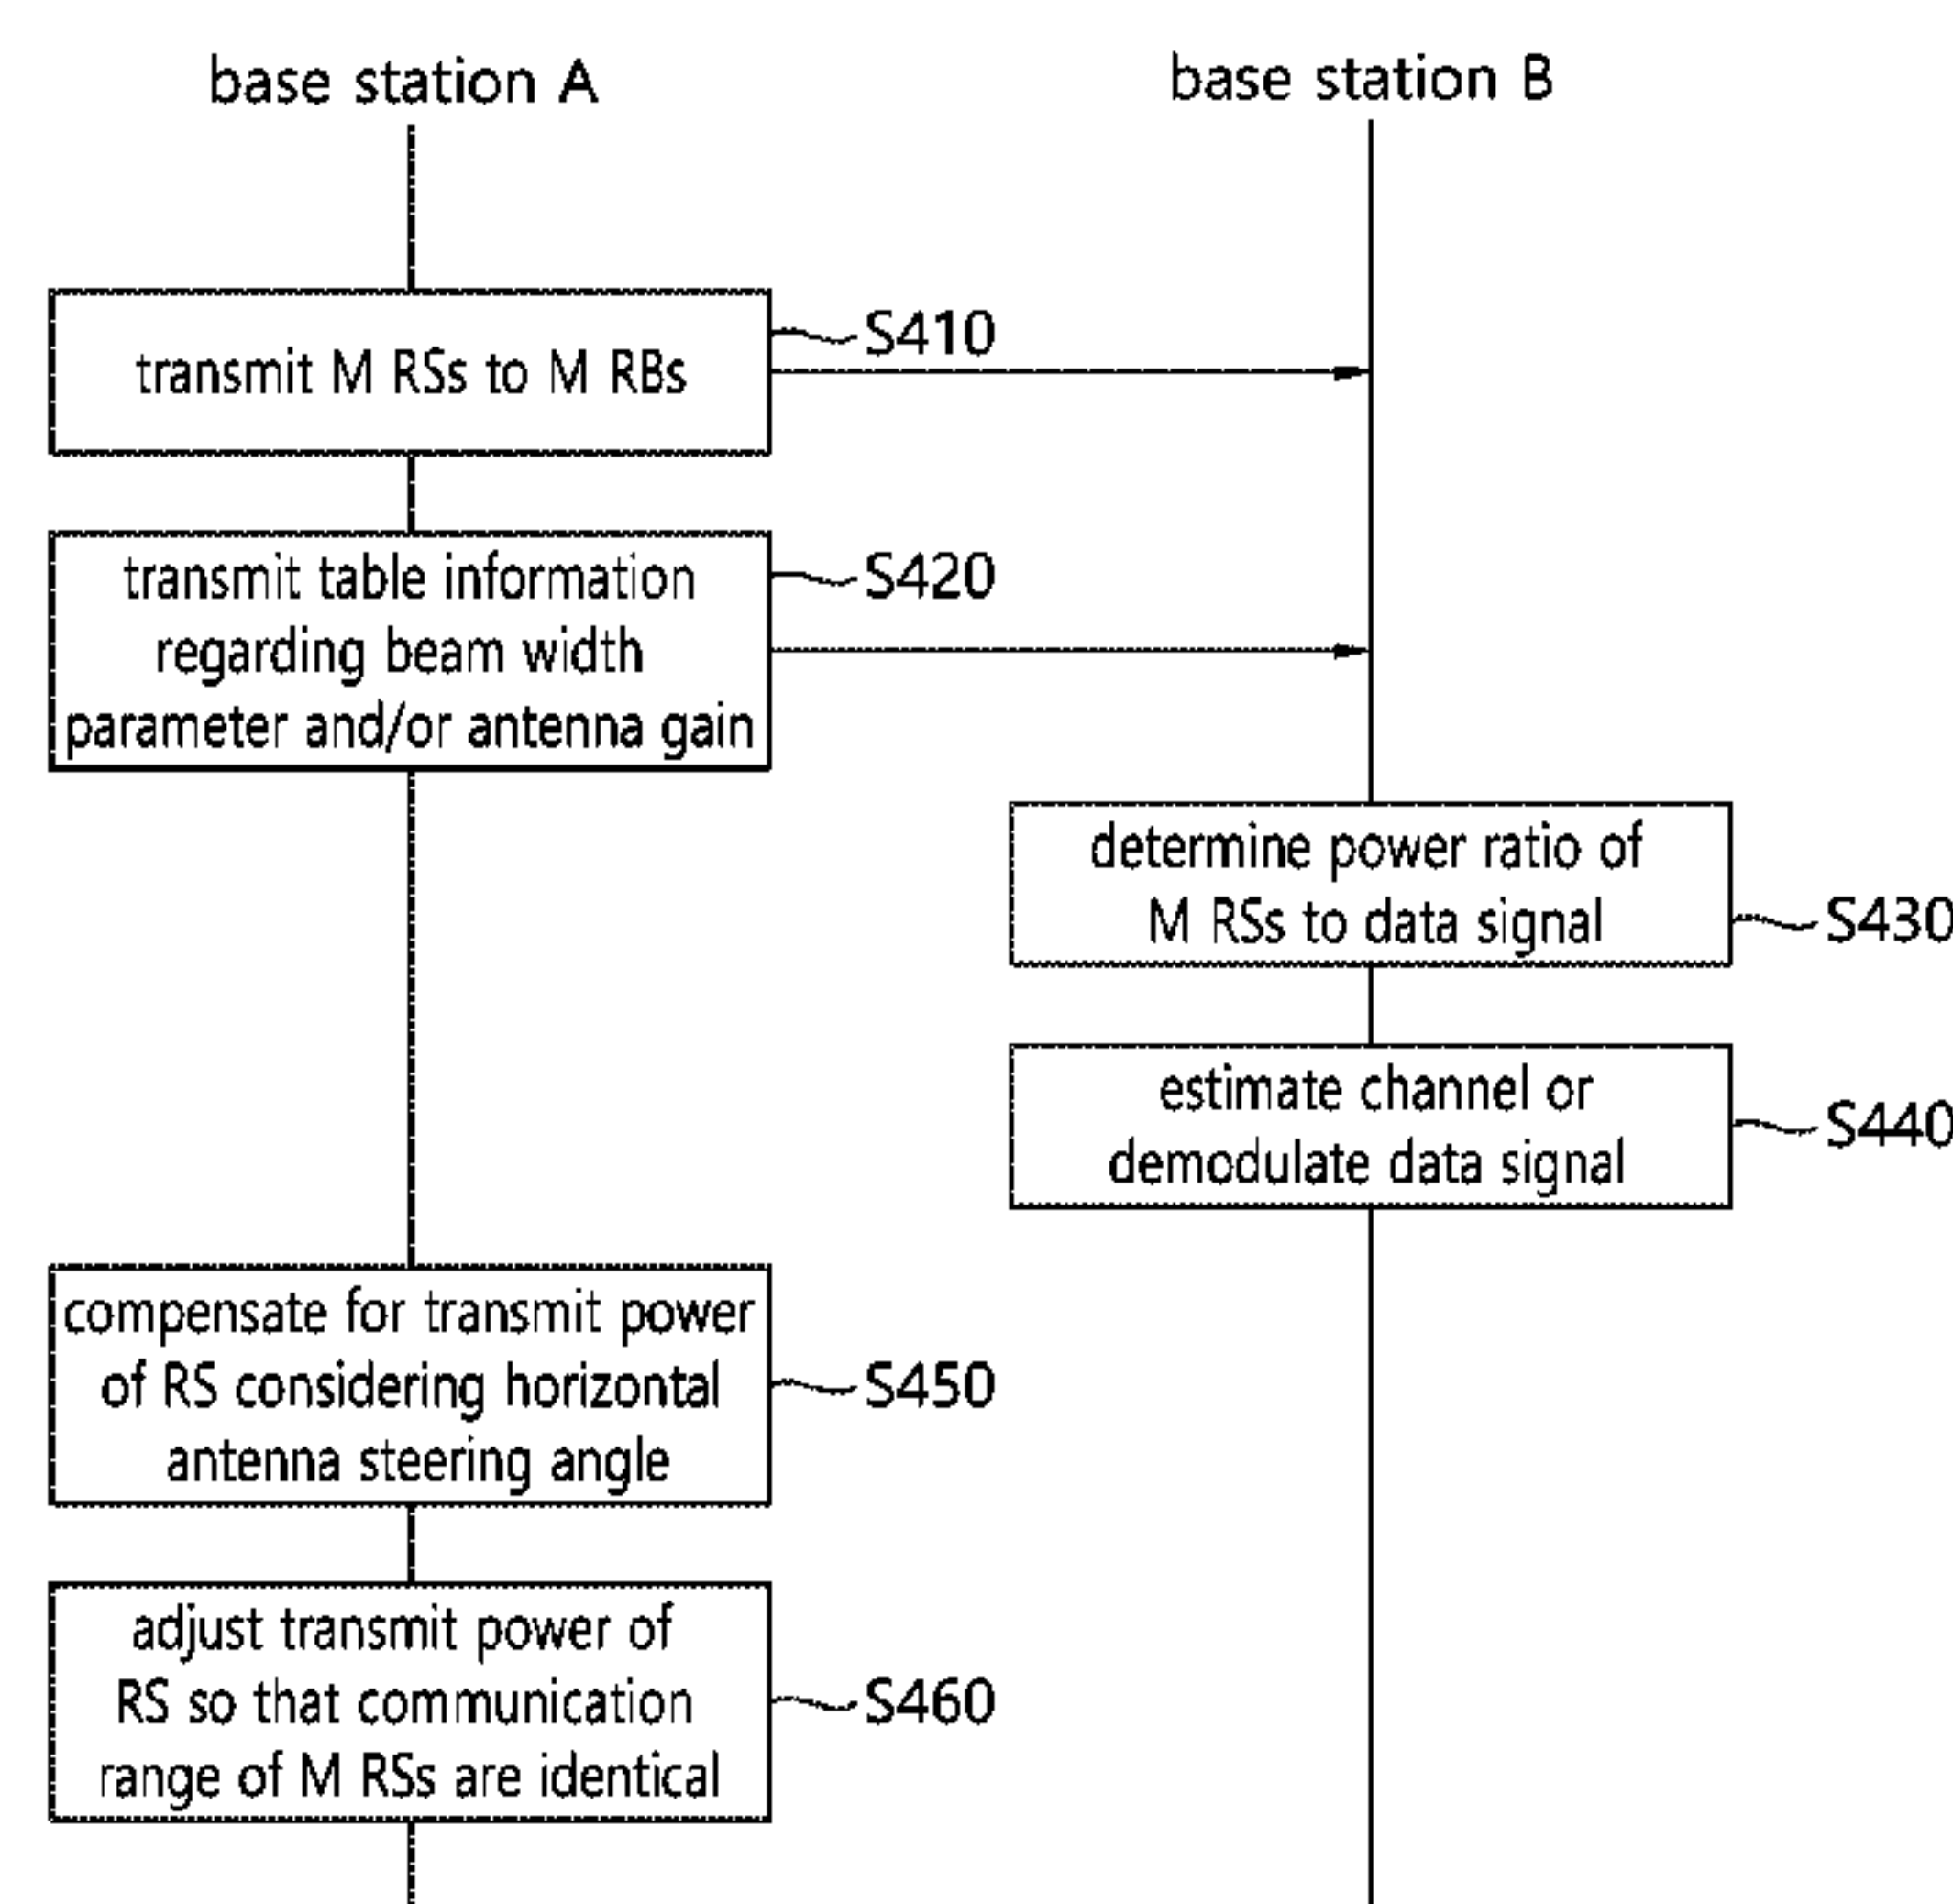 base station A
base station B
transmit M RSs to M RBs
S410
transmit table information
regarding beam width
parameter and/or antenna gain
S420
determine power ratio of
M RSs to data signal
S430
estimate channel or
demodulate data signal
S440
compensate for transmit power
of RS considering horizontal
antenna steering angle
S450
adjust transmit power of
RS so that communication
range of M RSs are identical
S460